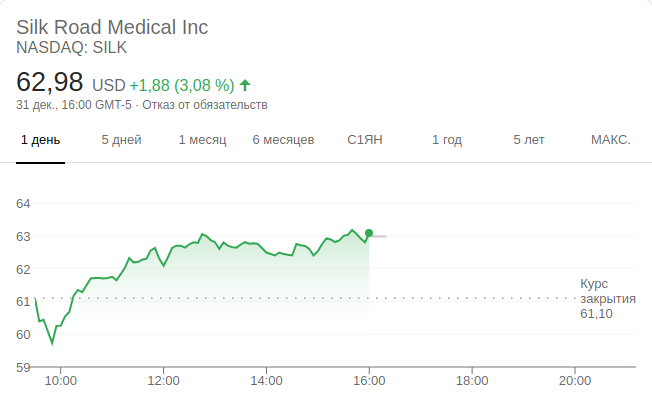 Silk Road Medical Inc
NASDAQ: SILK
62,98 USD +1,88 (3,08 %)
31 дек., 16:00 GMT-5 · Отказ от обязательств
1 день 5 дней 1 месяц 6 месяцев С1ЯН 1 год 5 лет МАКС.
64
63
62
61
60
59
Курс
закрытия
61,10
10:00 12:00 14:00 16:00 18:00 20:00